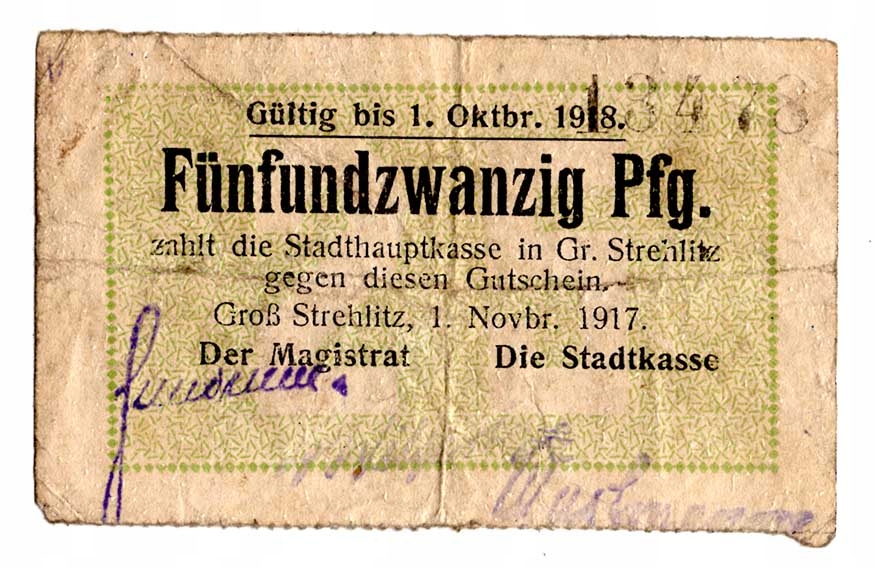 Gültig bis 1. Oktbr. 1918.
13478
Fünfundzwanzig Pfg.
zahlt die Stadthauptkasse in Gr. Strehlitz
gegen diesen Gutschein.
Groß Strehlitz, 1. Novbr. 1917.
Der Magistrat Die Stadtkasse